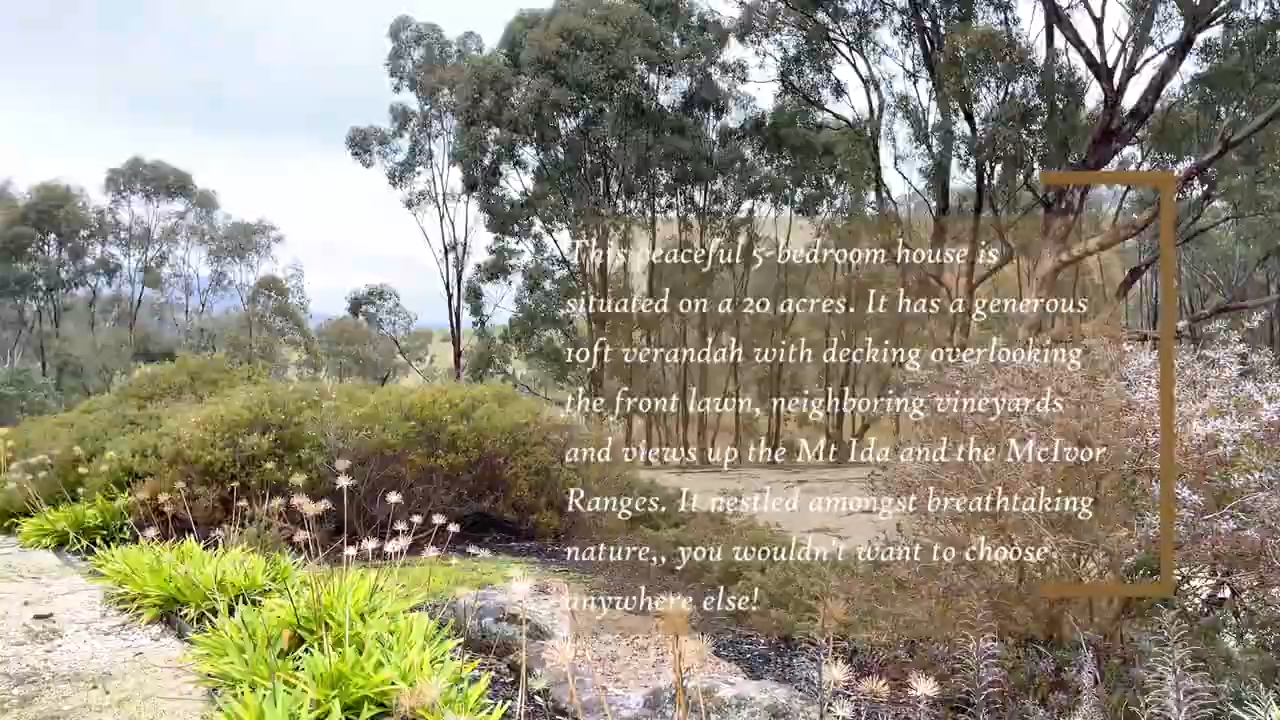 This peaceful 5-bedroom house is
situated on a 20 acres. It has a generous
10ft verandah with decking overlooking
the front lawn, neighboring vineyards
and views up the Mt Ida and the McIvor
Ranges. It nestled amongst breathtaking
nature,, you wouldn't want to choose
anywhere else!